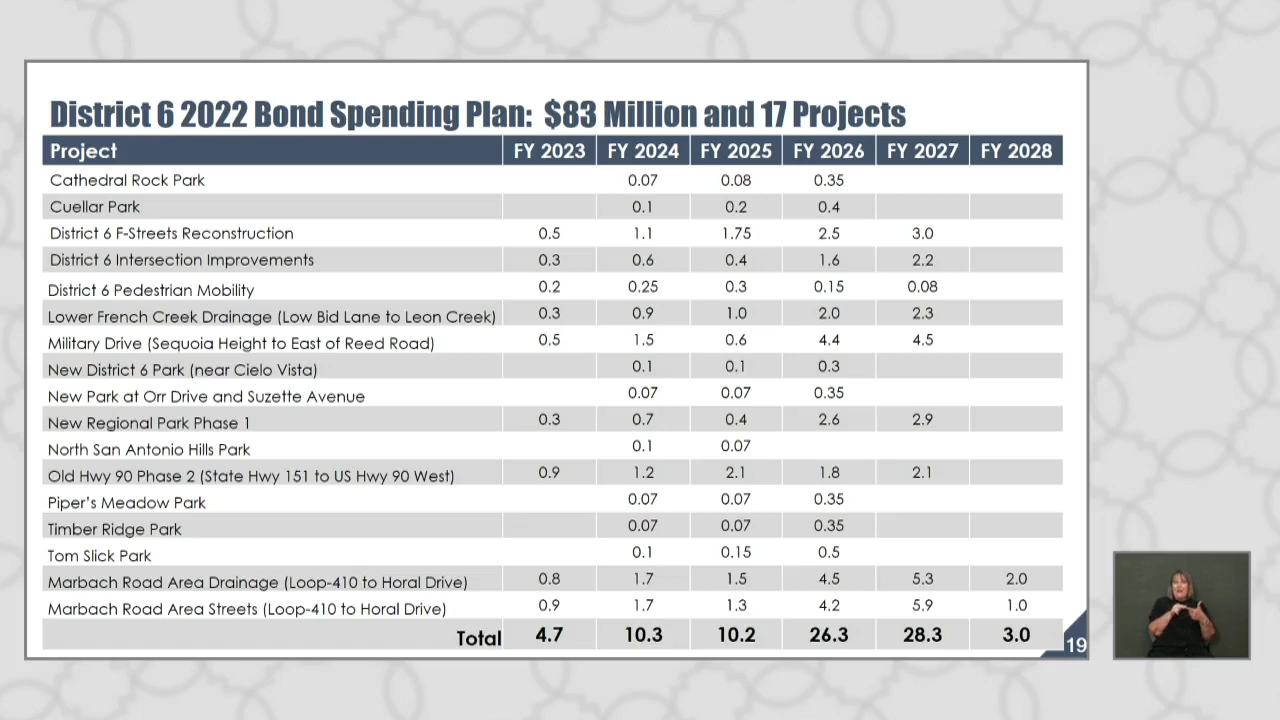 District 6 2022 Bond Spending Plan: $83 Million and 17 Projects
Project FY 2023 FY 2024 FY 2025 FY 2026 FY 2027 FY 2028
Cathedral Rock Park 0.07 0.08 0.35
Cuellar Park 0.1 0.2 0.4
District 6 F-Streets Reconstruction 0.5 1.1 1.75 2.5 3.0
District 6 Intersection Improvements 0.3 0.6 0.4 1.6 2.2
District 6 Pedestrian Mobility 0.2 0.25 0.3 0.15 0.08
Lower French Creek Drainage (Low Bid Lane to Leon Creek) 0.3 0.9 1.0 2.0 2.3
Military Drive (Sequoia Height to East of Reed Road) 0.5 1.5 0.6 4.4 4.5
New District 6 Park (near Cielo Vista) 0.1 0.1 0.3
New Park at Orr Drive and Suzette Avenue 0.07 0.07 0.35
New Regional Park Phase 1 0.3 0.7 0.4 2.6 2.9
North San Antonio Hills Park 0.1 0.07
Old Hwy 90 Phase 2 (State Hwy 151 to US Hwy 90 West) 0.9 1.2 2.1 1.8 2.1
Piper's Meadow Park 0.07 0.07 0.35
Timber Ridge Park 0.07 0.07 0.35
Tom Slick Park 0.1 0.15 0.5
Marbach Road Area Drainage (Loop-410 to Horal Drive) 0.8 1.7 1.5 4.5 5.3 2.0
Marbach Road Area Streets (Loop-410 to Horal Drive) 0.9 1.7 1.3 4.2 5.9 1.0
Total 4.7 10.3 10.2 26.3 28.3 3.0
19